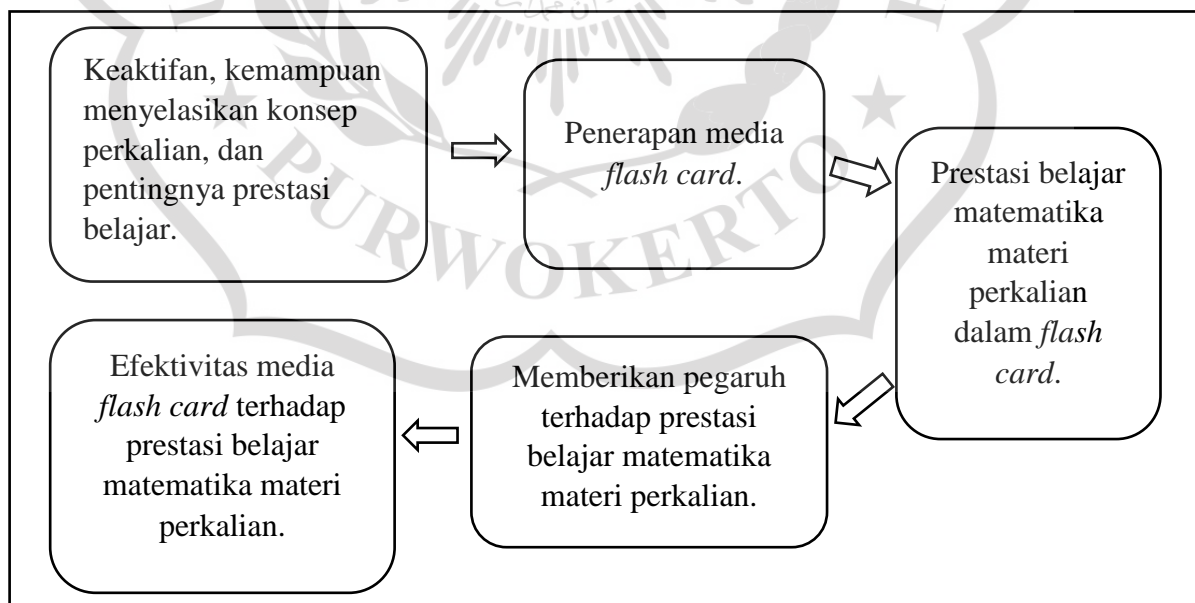 Keaktifan, kemampuan
menyelasikan konsep
perkalian, dan
pentingnya prestasi
belajar.
Penerapan media
flash card.
Prestasi belajar
matematika
materi
perkalian
dalam flash
card.
Memberikan pegaruh
terhadap prestasi
belajar matematika
materi perkalian.
Efektivitas media
flash card terhadap
prestasi belajar
matematika materi
perkalian.
PURWOKERTO